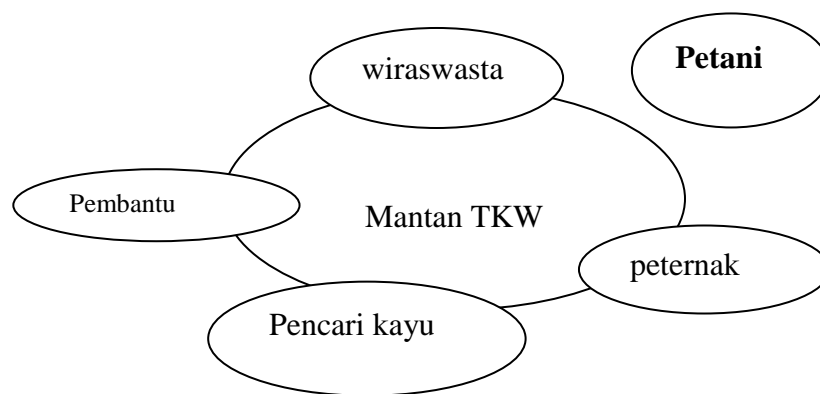 wiraswasta
Petani
Pembantu
Mantan TKW
peternak
Pencari kayu